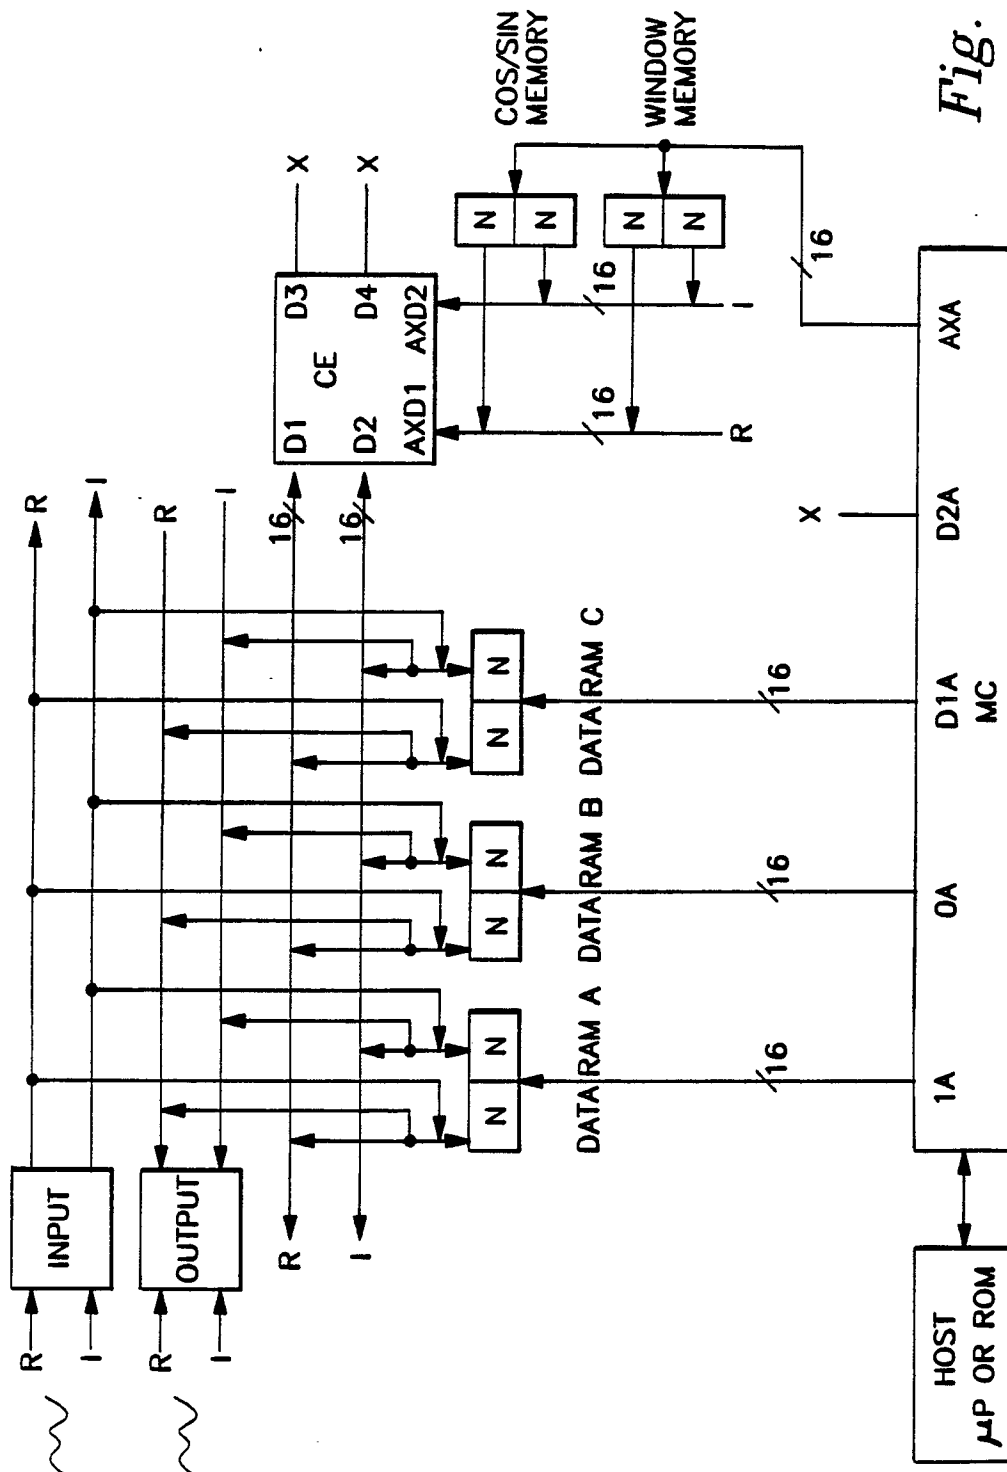 R
I
INPUT
R
I
R
I
OUTPUT
R
I
R
I
16
16
D1
D2
D3
D4
CE
AXD1
AXD2
X
X
N
N
N
N
N
N
DATA RAM A
DATA RAM B
DATA RAM C
16
16
N
N
N
N
R
I
COS/SIN
MEMORY
WINDOW
MEMORY
16
16
16
16
X
HOST
µP OR ROM
1A
0A
D1A
MC
D2A
AXA
Fig.